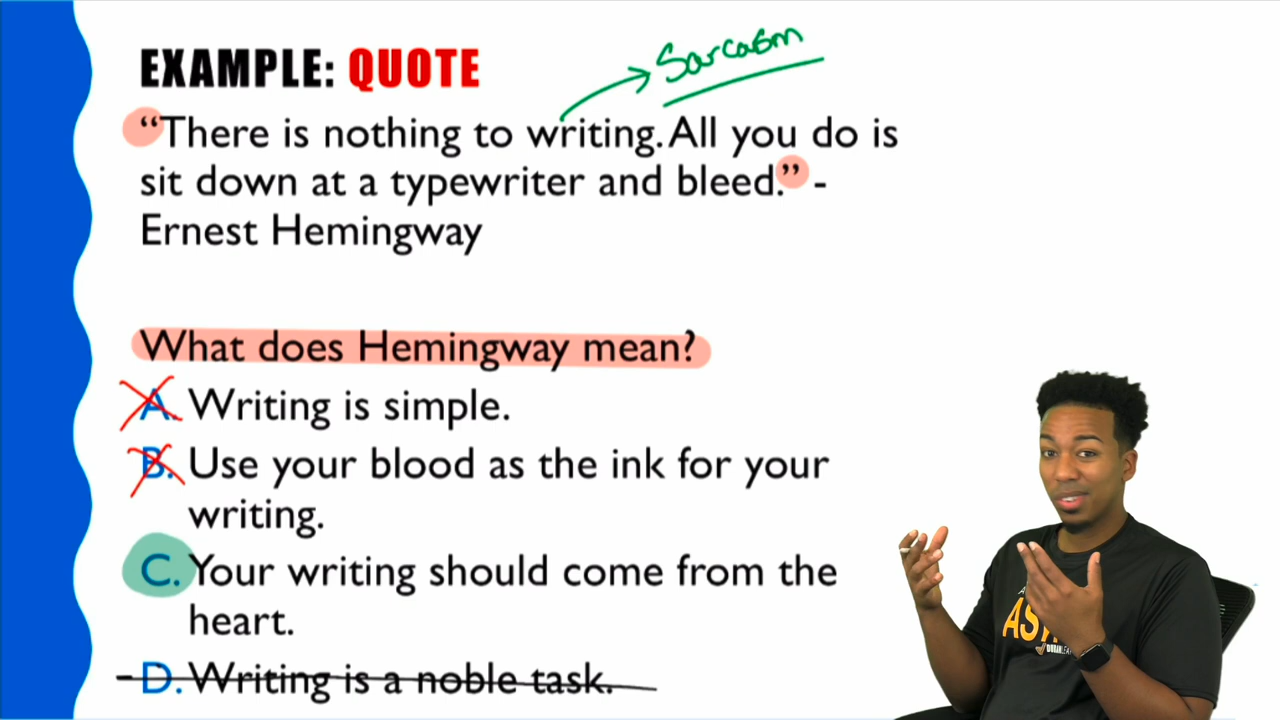 EXAMPLE: QUOTE
Sarcasm
“There is nothing to writing. All you do is
sit down at a typewriter and bleed.” -
Ernest Hemingway
What does Hemingway mean?
A. Writing is simple.
B. Use your blood as the ink for your
writing.
C. Your writing should come from the
heart.
D. Writing is a noble task.